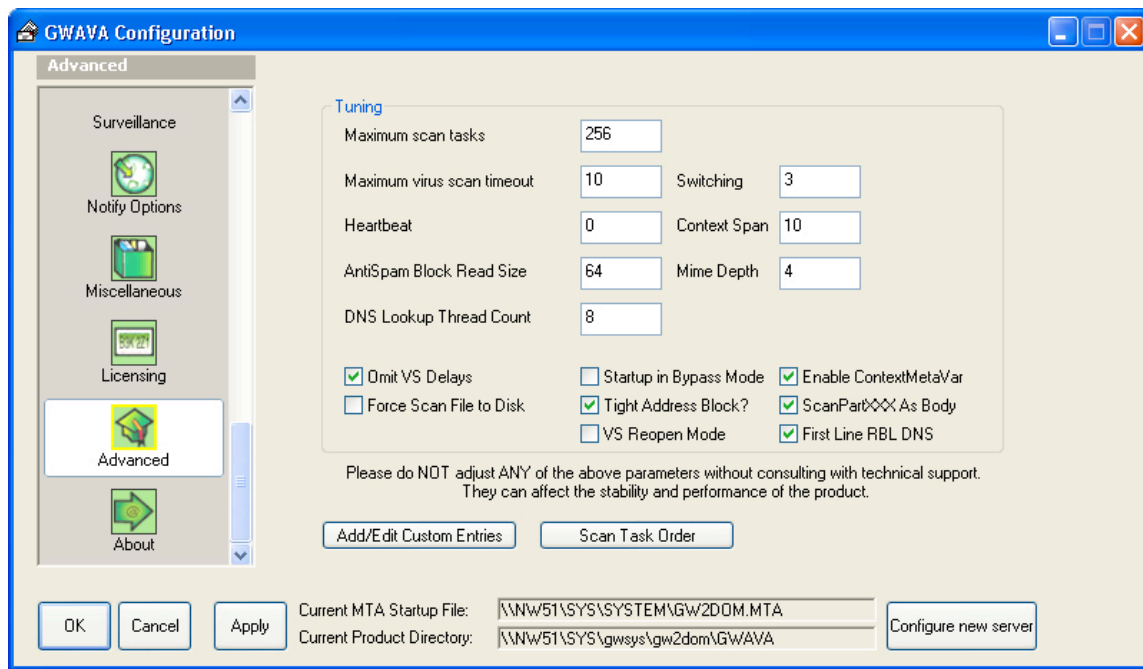 GWAVA Configuration
Advanced
Surveillance
Notify Options
Miscellaneous
Licensing
Advanced
About
Tuning
Maximum scan tasks 256
Maximum virus scan timeout 10 Switching 3
Heartbeat 0 Context Span 10
AntiSpam Block Read Size 64 Mime Depth 4
DNS Lookup Thread Count 8
Omit VS Delays Startup in Bypass Mode Enable ContextMetaVar
Force Scan File to Disk Tight Address Block? ScanPartXXX As Body
VS Reopen Mode First Line RBL DNS
Please do NOT adjust ANY of the above parameters without consulting with technical support.
They can affect the stability and performance of the product.
Add/Edit Custom Entries Scan Task Order
OK Cancel Apply
Current MTA Startup File: \\NW51\SYS\SYSTEM\GW2DOM.MTA
Current Product Directory: \\NW51\SYS\gwsys\gw2dom\GWAVA
Configure new server